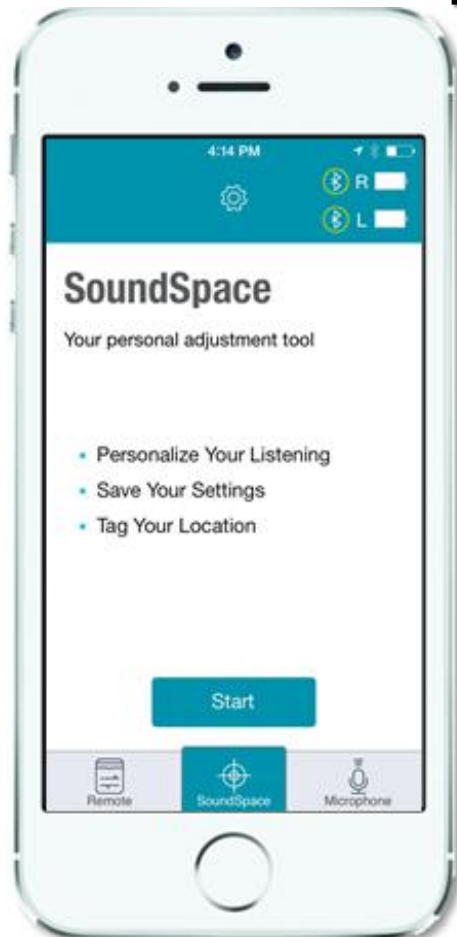 4:14 PM
R
L
SoundSpace
Your personal adjustment tool
Personalize Your Listening
Save Your Settings
Tag Your Location
Start
Remote
SoundSpace
Microphone